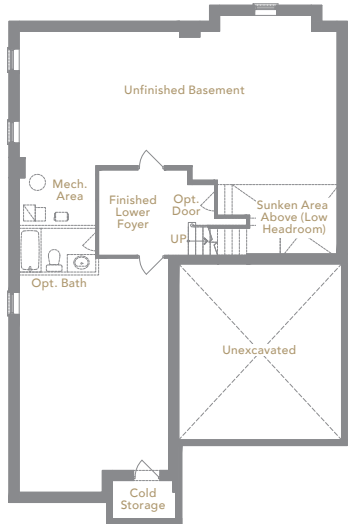 Unfinished Basement
Mech.
Area
Finished
Lower
Foyer
Opt.
Door
Sunken Area
Above (Low
Headroom)
UP
Opt. Bath
Unexcavated
Cold
Storage